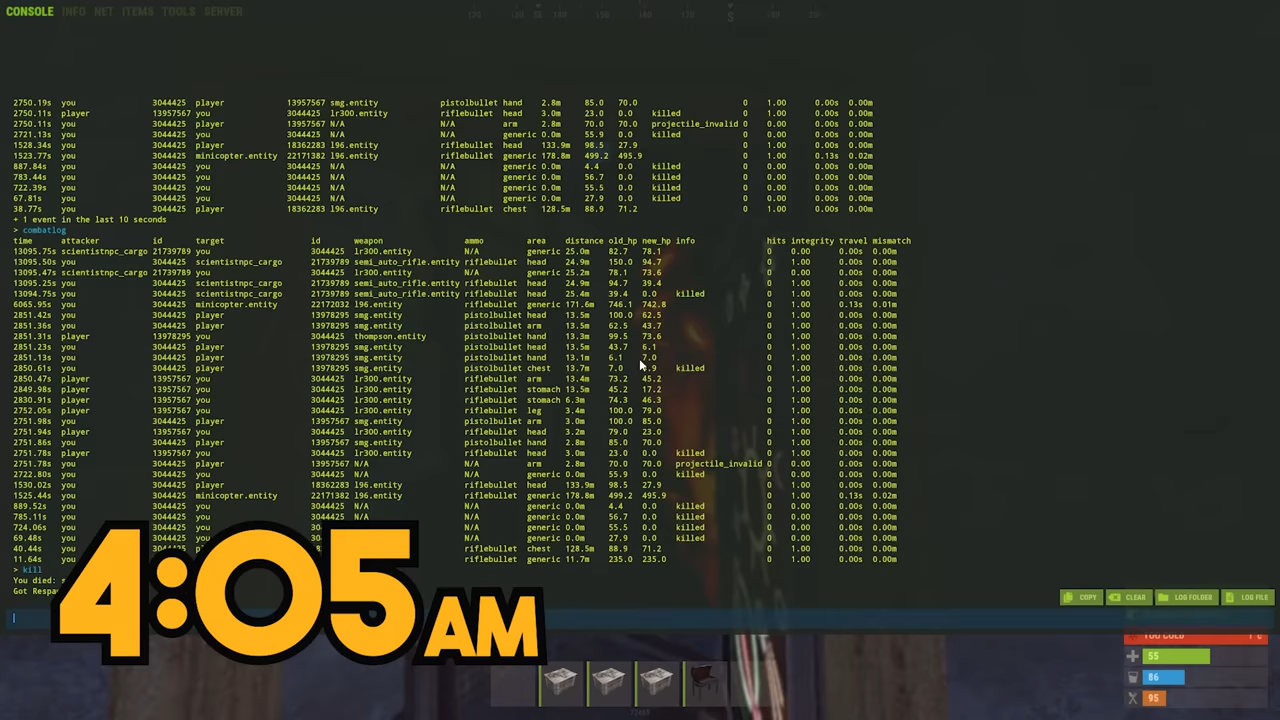 CONSOLE INFO NET ITEMS TOOLS SERVER
2750.19s you 3044425 player 13957567 smg.entity pistolbullet hand 2.8m 85.0 70.0 0 1.00 0.00s 0.00m
2750.11s player 13957567 you 3044425 lr300.entity riflebullet head 3.0m 23.0 0.0 killed 0 1.00 0.00s 0.00m
2750.11s you 3044425 player 13957567 N/A N/A arm 2.8m 70.0 70.0 projectile_invalid 0 1.00 0.00s 0.00m
2721.13s you 3044425 you 3044425 N/A N/A generic 0.0m 55.9 0.0 killed 0 1.00 0.00s 0.00m
1528.34s you 3044425 player 18362283 l96.entity riflebullet head 133.9m 98.5 27.9 0 1.00 0.00s 0.00m
1523.77s you 3044425 minicopter.entity 22171382 l96.entity riflebullet generic 178.8m 499.2 495.9 0 1.00 0.13s 0.02m
887.84s you 3044425 you 3044425 N/A N/A generic 0.0m 4.4 0.0 killed 0 1.00 0.00s 0.00m
783.44s you 3044425 you 3044425 N/A N/A generic 0.0m 56.7 0.0 killed 0 1.00 0.00s 0.00m
722.39s you 3044425 you 3044425 N/A N/A generic 0.0m 55.5 0.0 killed 0 1.00 0.00s 0.00m
67.81s you 3044425 you 3044425 N/A N/A generic 0.0m 27.9 0.0 killed 0 1.00 0.00s 0.00m
38.77s you 3044425 player 18362283 l96.entity riflebullet chest 128.5m 88.9 71.2 0 1.00 0.00s 0.00m
+ 1 event in the last 10 seconds
> combatlog
time attacker id target id weapon ammo area distance old_hp new_hp info hits integrity travel mismatch
13095.75s scientistnpc_cargo 21739789 you 3044425 lr300.entity N/A generic 25.0m 82.7 78.1 0 0.00 0.00s 0.00m
13095.50s you 3044425 scientistnpc_cargo 21739789 semi_auto_rifle.entity riflebullet head 24.9m 150.0 94.7 0 1.00 0.00s 0.00m
13095.47s scientistnpc_cargo 21739789 you 3044425 lr300.entity N/A generic 25.2m 78.1 73.6 0 0.00 0.00s 0.00m
13095.25s you 3044425 scientistnpc_cargo 21739789 semi_auto_rifle.entity riflebullet head 24.9m 94.7 39.4 0 1.00 0.00s 0.00m
13094.75s you 3044425 scientistnpc_cargo 21739789 semi_auto_rifle.entity riflebullet head 25.4m 39.4 0.0 killed 0 1.00 0.00s 0.00m
6065.95s you 3044425 minicopter.entity 22172032 l96.entity riflebullet generic 171.6m 746.1 742.8 0 1.00 0.13s 0.01m
2851.42s you 3044425 player 13978295 smg.entity pistolbullet head 13.5m 100.0 62.5 0 1.00 0.00s 0.00m
2851.36s you 3044425 player 13978295 smg.entity pistolbullet arm 13.5m 62.5 43.7 0 1.00 0.00s 0.00m
2851.31s player 13978295 you 3044425 thompson.entity pistolbullet hand 13.3m 99.5 73.6 0 1.00 0.00s 0.00m
2851.23s you 3044425 player 13978295 smg.entity pistolbullet head 13.5m 43.7 6.1 0 1.00 0.00s 0.00m
2851.13s you 3044425 player 13978295 smg.entity pistolbullet hand 13.1m 6.1 7.0 0 1.00 0.00s 0.00m
2850.61s you 3044425 player 13978295 smg.entity pistolbullet chest 13.7m 7.0 killed 0 1.00 0.00s 0.00m
2850.47s player 13957567 you 3044425 lr300.entity riflebullet arm 13.4m 73.2 45.2 0 1.00 0.00s 0.00m
2849.98s player 13957567 you 3044425 lr300.entity riflebullet stomach 13.5m 45.2 17.2 0 1.00 0.00s 0.00m
2830.91s player 13957567 you 3044425 lr300.entity riflebullet stomach 6.3m 74.3 46.3 0 1.00 0.00s 0.00m
2752.05s player 13957567 you 3044425 lr300.entity riflebullet leg 3.4m 100.0 79.0 0 1.00 0.00s 0.00m
2751.98s you 3044425 player 13957567 smg.entity pistolbullet arm 3.0m 100.0 85.0 0 1.00 0.00s 0.00m
2751.94s player 13957567 you 3044425 lr300.entity riflebullet head 3.2m 79.0 23.0 0 1.00 0.00s 0.00m
2751.86s you 3044425 player 13957567 smg.entity pistolbullet hand 2.8m 85.0 70.0 0 1.00 0.00s 0.00m
2751.78s player 13957567 you 3044425 lr300.entity riflebullet head 3.0m 23.0 0.0 killed 0 1.00 0.00s 0.00m
2751.78s you 3044425 player 13957567 N/A N/A arm 2.8m 70.0 70.0 projectile_invalid 0 1.00 0.00s 0.00m
2722.80s you 3044425 you 3044425 N/A N/A generic 0.0m 55.9 0.0 killed 0 1.00 0.00s 0.00m
1530.02s you 3044425 player 18362283 l96.entity riflebullet head 133.9m 98.5 27.9 0 1.00 0.00s 0.00m
1525.44s you 3044425 minicopter.entity 22171382 l96.entity riflebullet generic 178.8m 499.2 495.9 0 1.00 0.13s 0.02m
889.52s you 3044425 you 3044425 N/A N/A generic 0.0m 4.4 0.0 killed 0 1.00 0.00s 0.00m
785.11s you 3044425 you N/A N/A generic 0.0m 56.7 0.0 killed 0 1.00 0.00s 0.00m
724.06s you N/A generic 0.0m 55.5 0.0 killed 0 1.00 0.00s 0.00m
69.48s you N/A generic 0.0m 27.9 0.0 killed 0 1.00 0.00s 0.00m
40.44s riflebullet chest 128.5m 88.9 71.2 0 1.00 0.00s 0.00m
11.64s riflebullet generic 11.7m 235.0 235.0 0 1.00 0.00s 0.00m
> kill
You died:
Got
COPY CLEAR LOG FOLDER LOG FILE
4:05 AM
YOU COLD
55
86
95